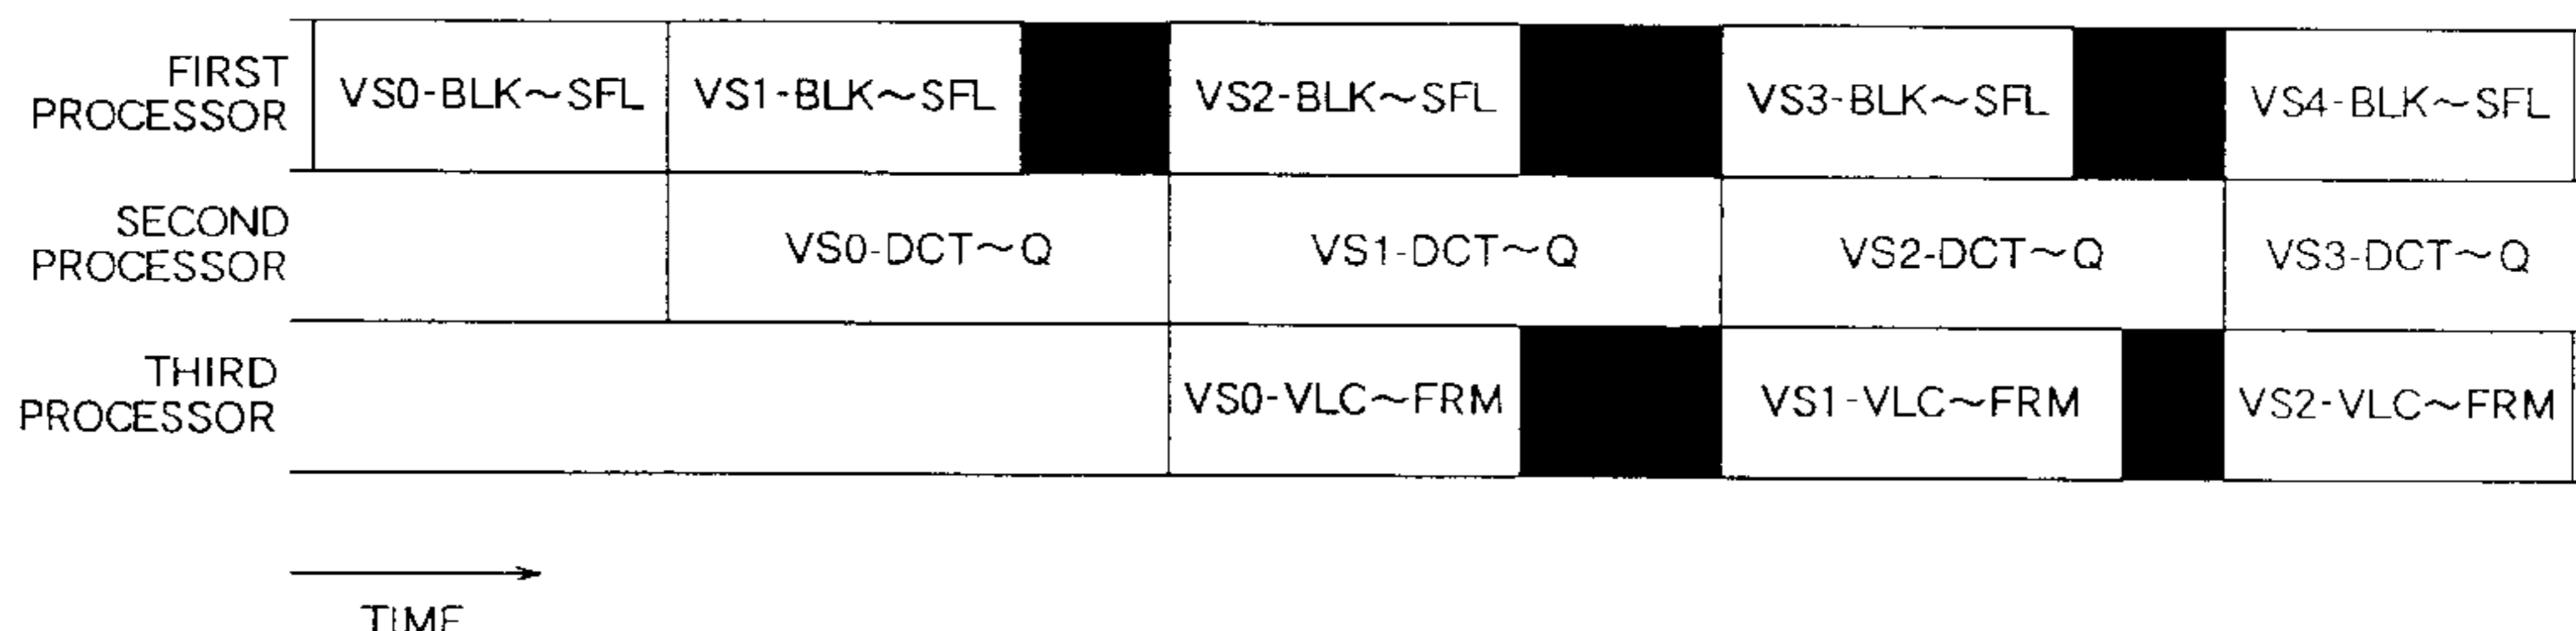 FIRST
PROCESSOR
VS0-BLK~SFL
VS1-BLK~SFL
VS2-BLK~SFL
VS3-BLK~SFL
VS4-BLK~SFL
SECOND
PROCESSOR
VS0-DCT~Q
VS1-DCT~Q
VS2-DCT~Q
VS3-DCT~Q
THIRD
PROCESSOR
VS0-VLC~FRM
VS1-VLC~FRM
VS2-VLC~FRM
TIME